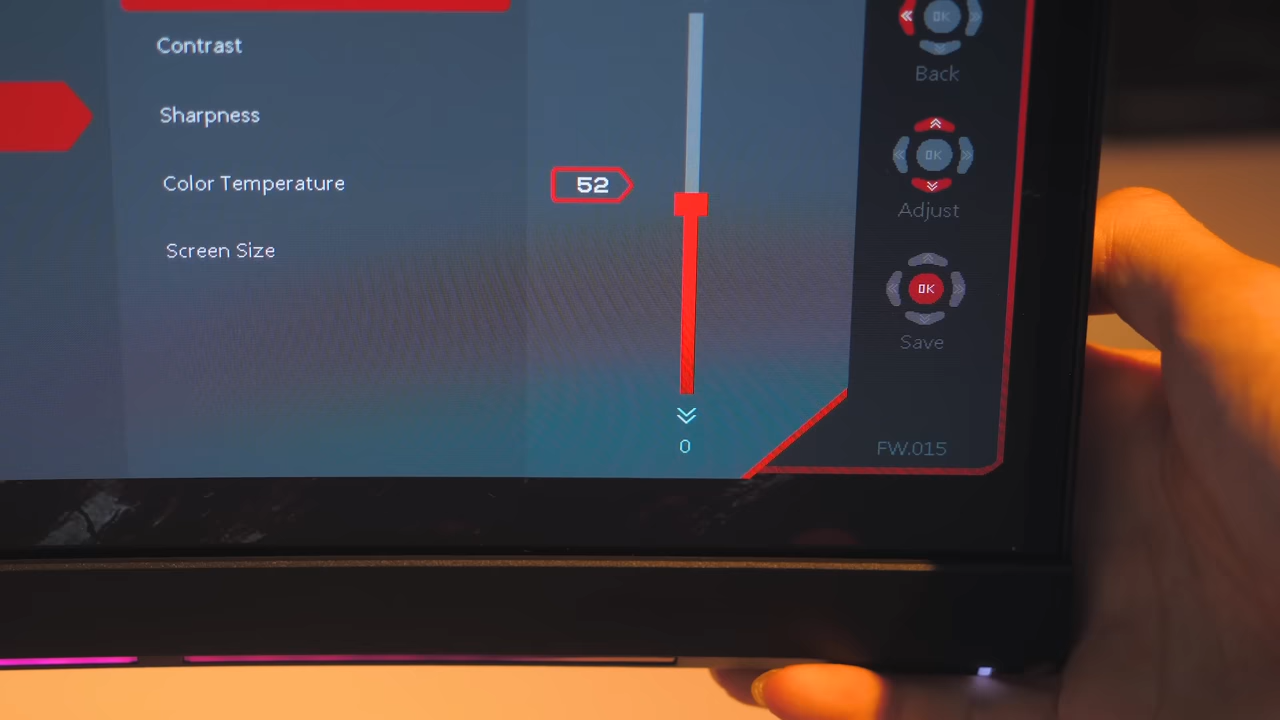 Contrast
Sharpness
Color Temperature
Screen Size
52
0
OK
Back
OK
Adjust
OK
Save
FW.015